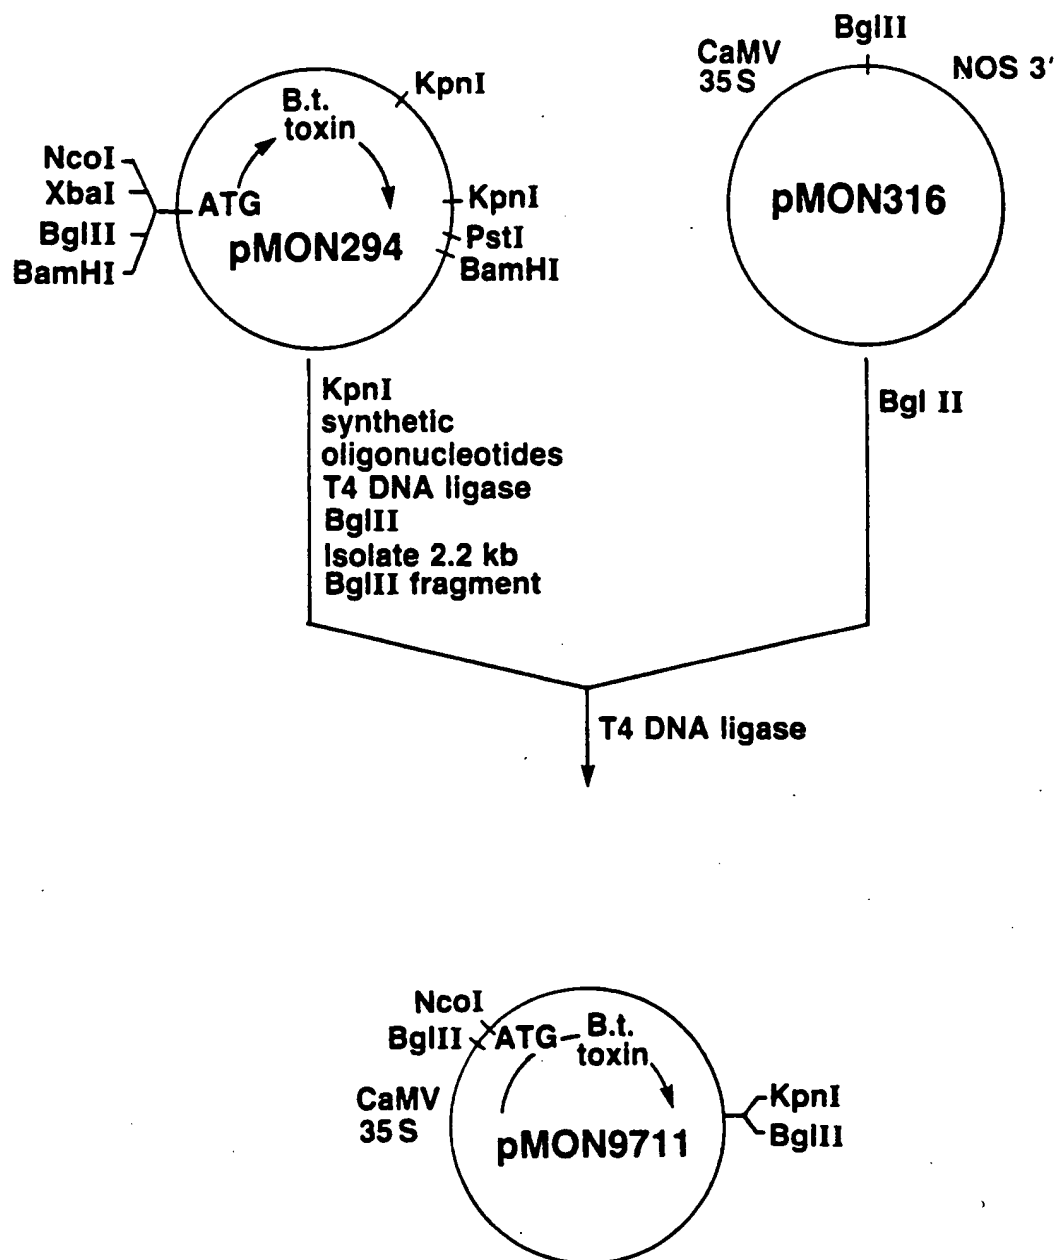 KpnI
B.t.
toxin
NcoI
XbaI
BglII
BamHI
ATG
KpnI
PstI
BamHI
pMON294
BglII
CaMV
35S
NOS 3'
pMON316
KpnI
synthetic
oligonucleotides
T4 DNA ligase
BglII
Isolate 2.2 kb
BglII fragment
Bgl II
T4 DNA ligase
NcoI
BglII
ATG
B.t.
toxin
CaMV
35S
KpnI
BglII
pMON9711